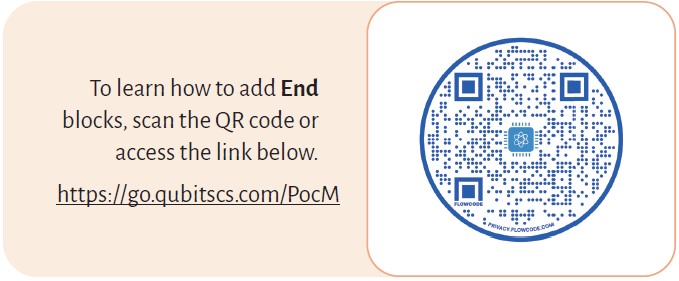 To learn how to add End
blocks, scan the QR code or
access the link below.
https://go.qubitscs.com/PocM
FLOWCODE
PRIVACY.FLOWCODE.COM